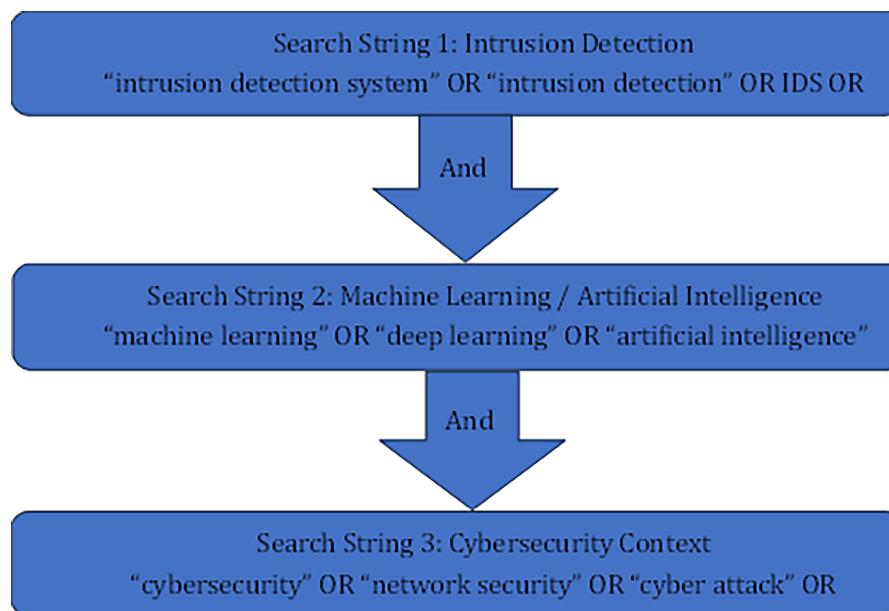 Search String 1: Intrusion Detection
“intrusion detection system” OR “intrusion detection” OR IDS OR
And
Search String 2: Machine Learning / Artificial Intelligence
“machine learning” OR “deep learning” OR “artificial intelligence”
And
Search String 3: Cybersecurity Context
“cybersecurity” OR “network security” OR “cyber attack” OR